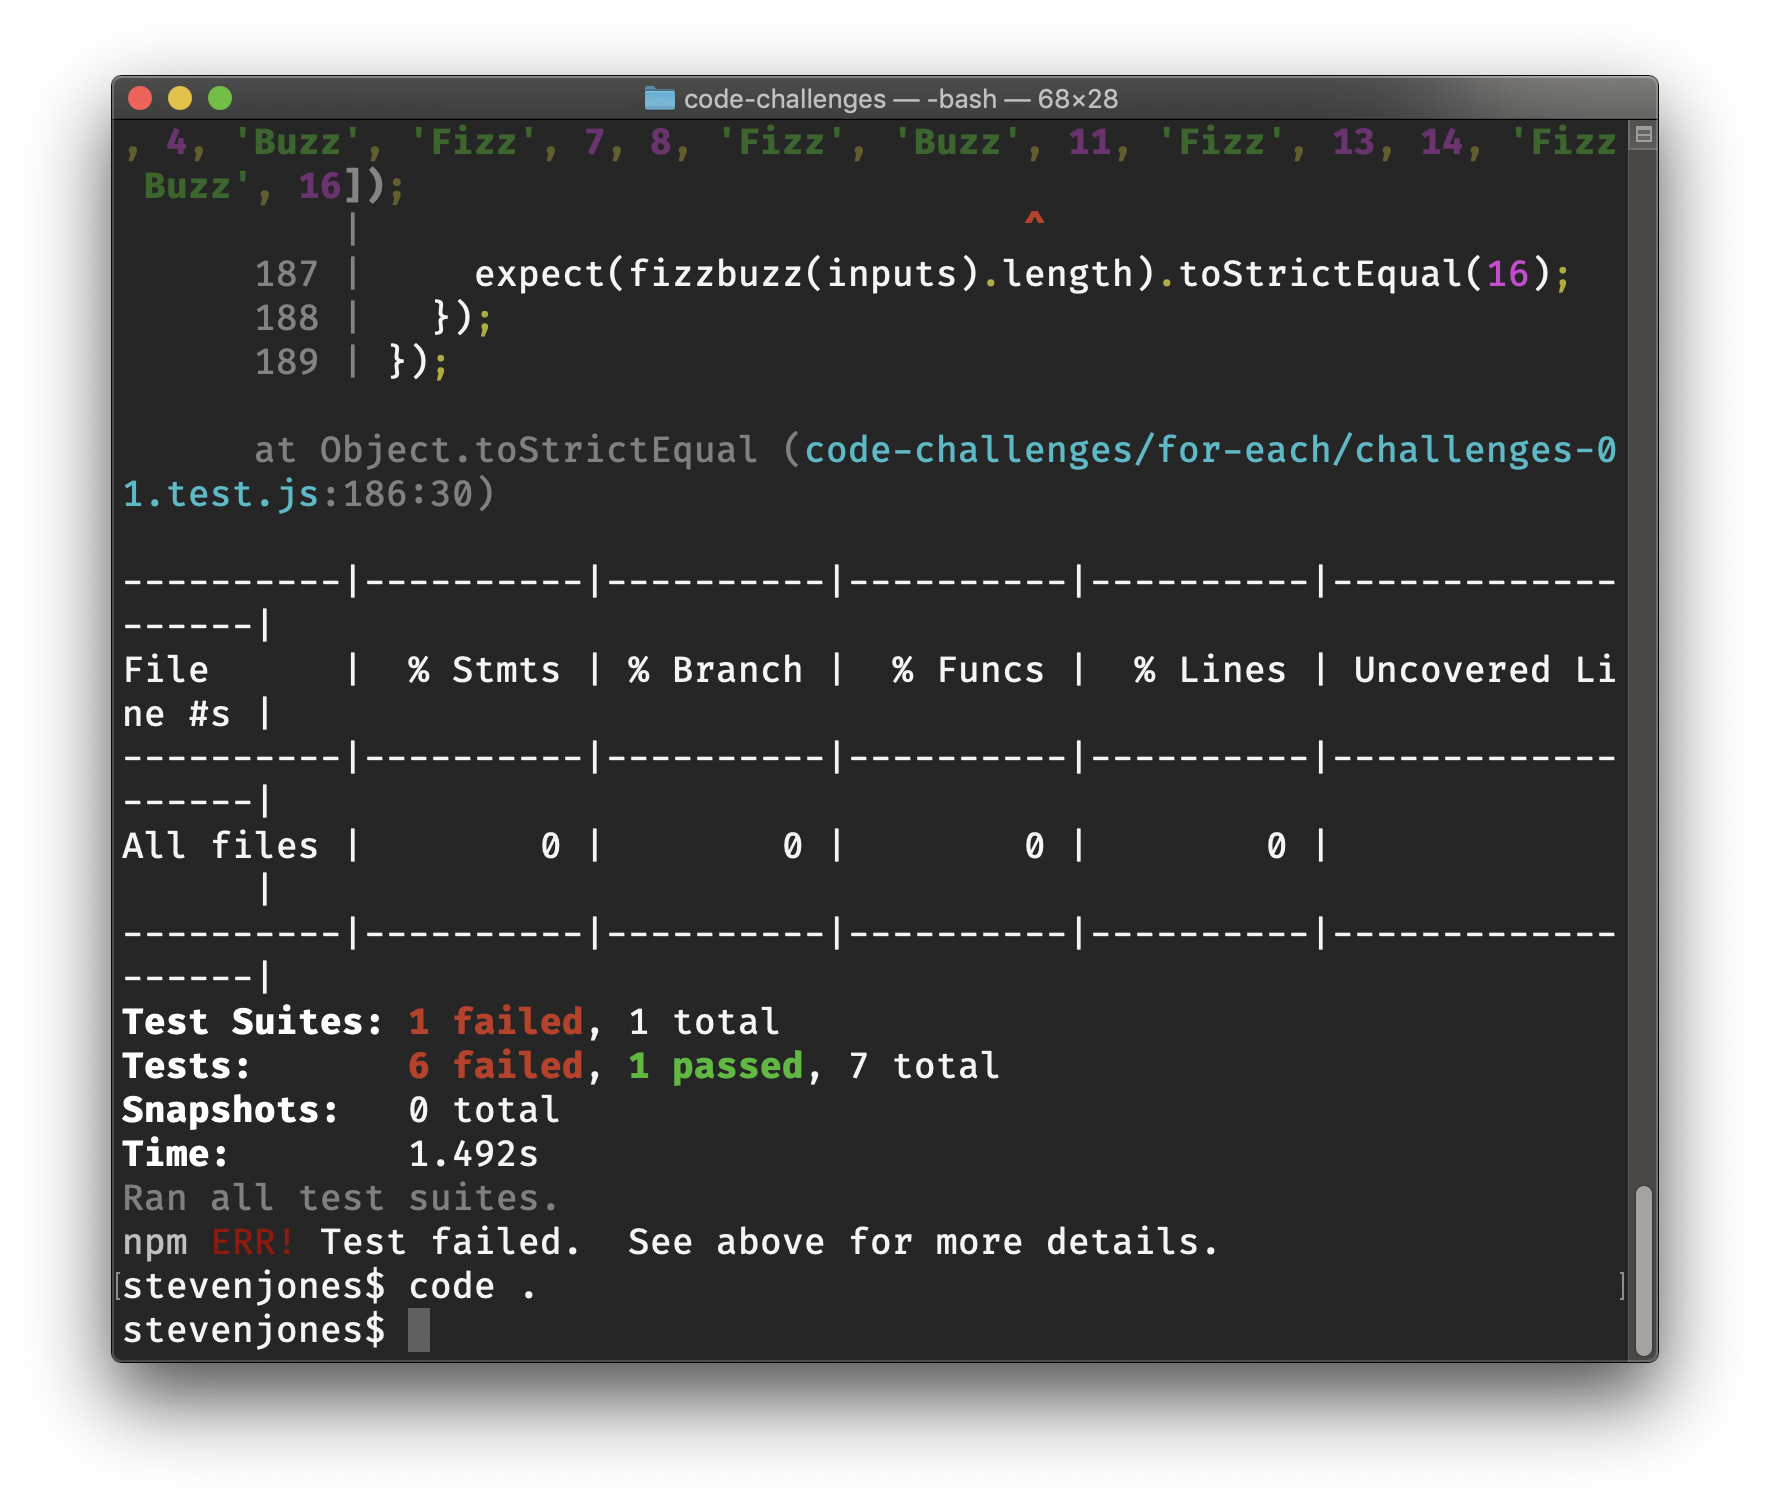 code-challenges — -bash — 68×28
, 4, 'Buzz', 'Fizz', 7, 8, 'Fizz', 'Buzz', 11, 'Fizz', 13, 14, 'Fizz
 Buzz', 16]);
          |                              ^
      187 |     expect(fizzbuzz(inputs).length).toStrictEqual(16);
      188 |   });
      189 | });
      at Object.toStrictEqual (code-challenges/for-each/challenges-0
1.test.js:186:30)
----------|----------|----------|----------|----------|-------------
------|
File      |  % Stmts | % Branch |  % Funcs |  % Lines | Uncovered Li
ne #s |
----------|----------|----------|----------|----------|-------------
------|
All files |        0 |        0 |        0 |        0 |
      |
----------|----------|----------|----------|----------|-------------
------|
Test Suites: 1 failed, 1 total
Tests:       6 failed, 1 passed, 7 total
Snapshots:   0 total
Time:        1.492s
Ran all test suites.
npm ERR! Test failed.  See above for more details.
[stevenjones$ code .                                                ]
stevenjones$